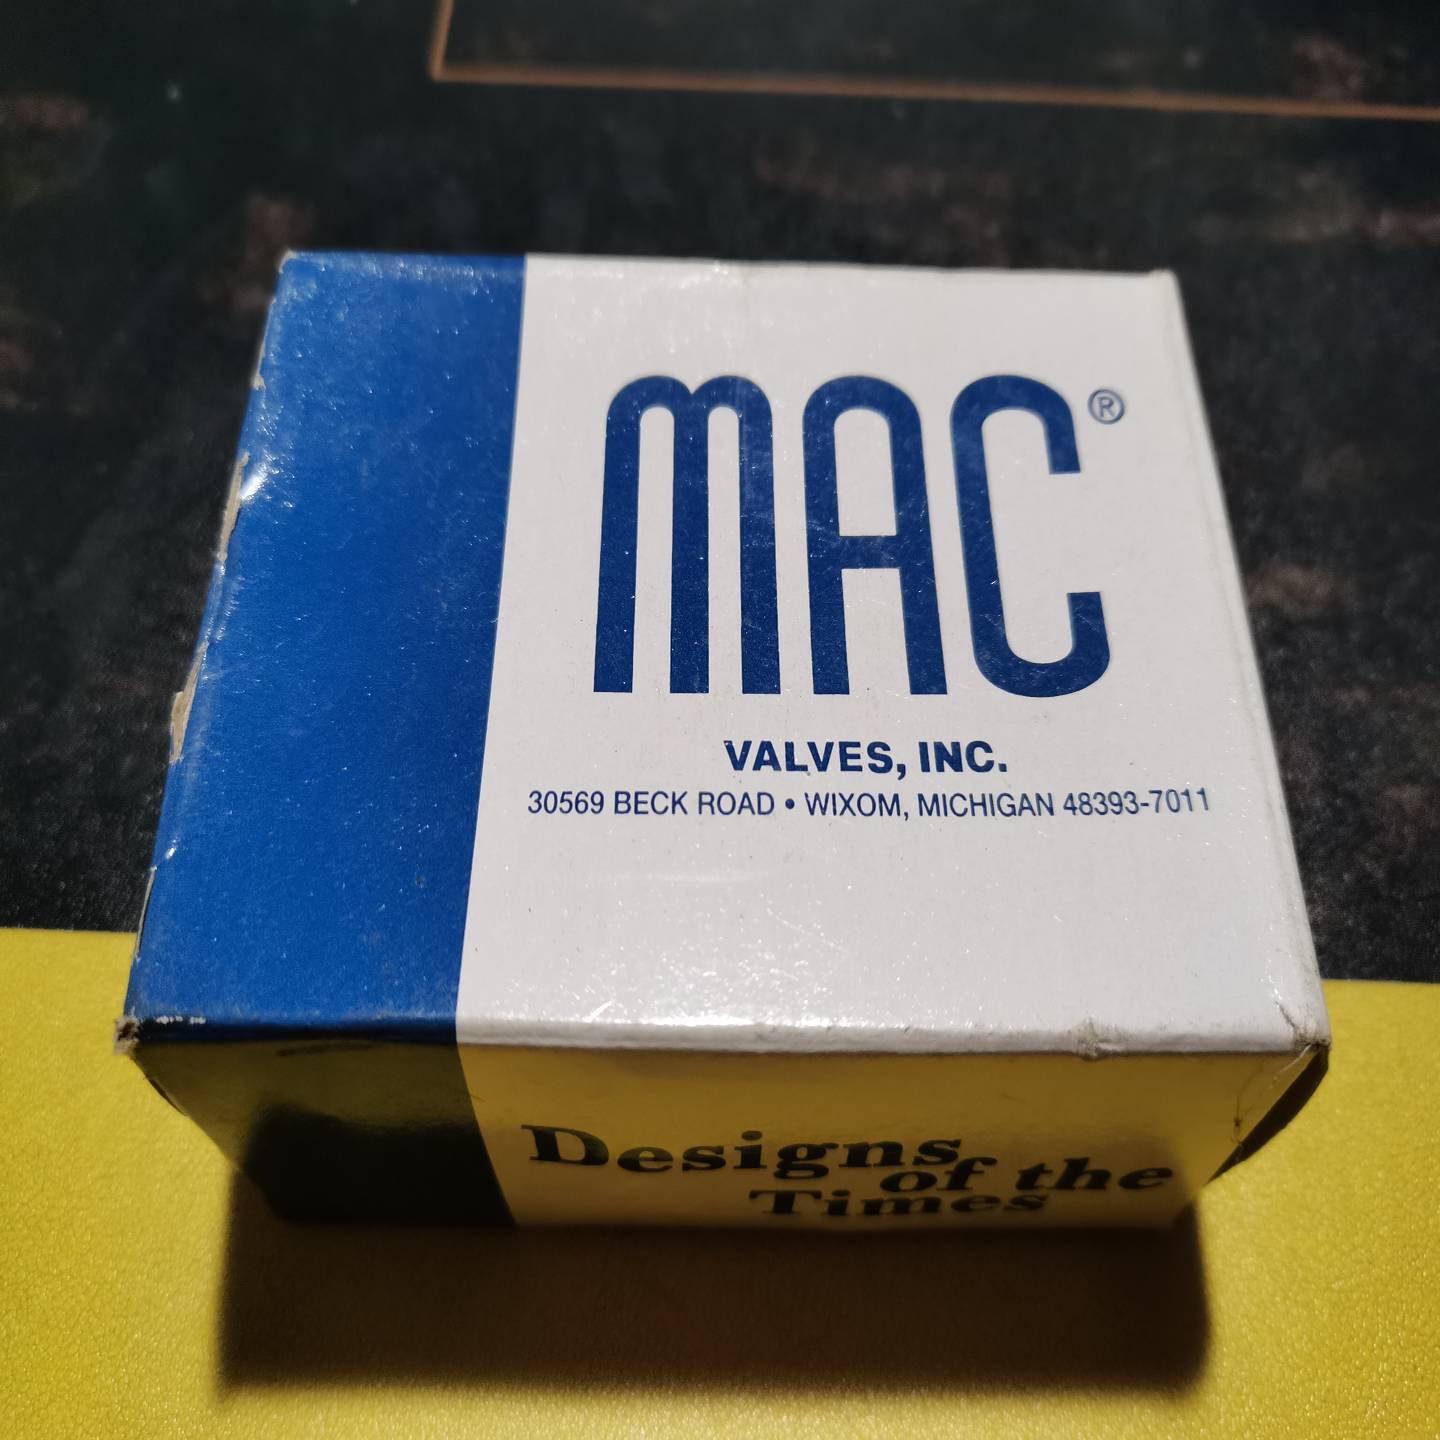 MAC®
VALVES, INC.
30569 BECK ROAD • WIXOM, MICHIGAN 48393-7011
Designs
of the
Times